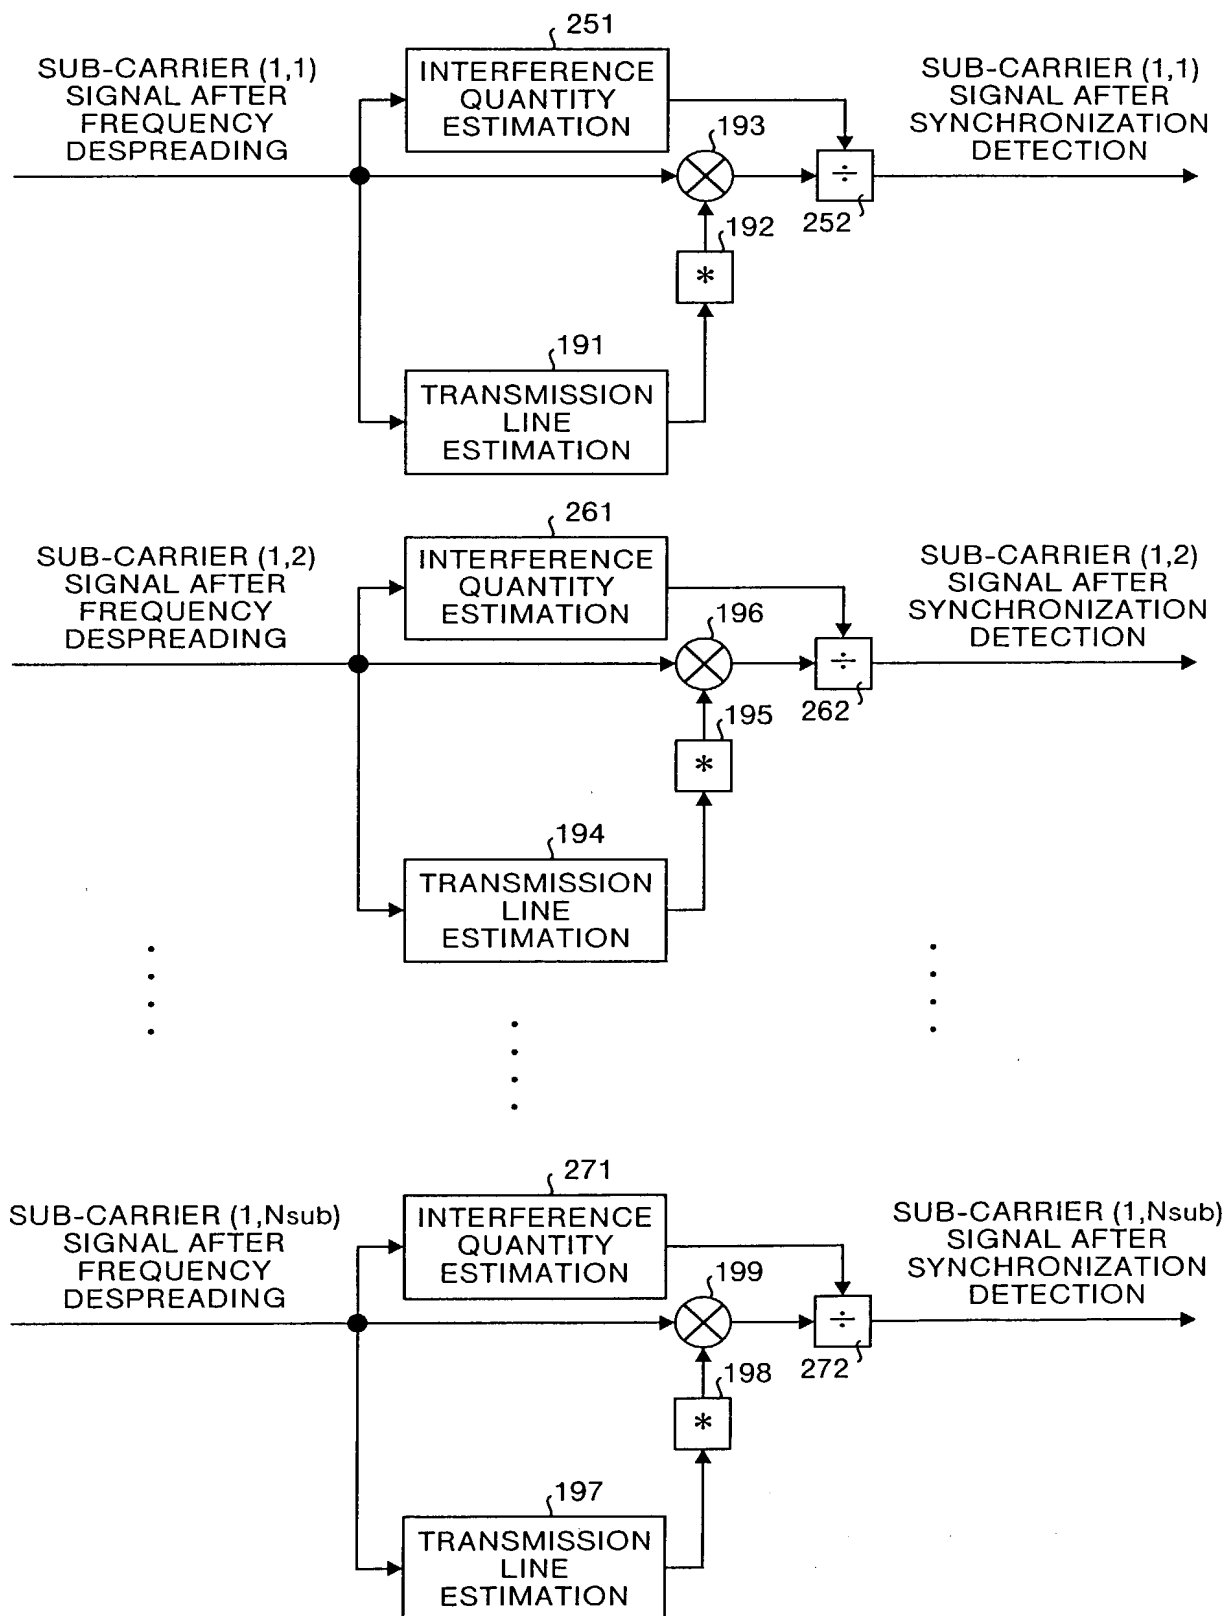 251
SUB-CARRIER (1,1)
SIGNAL AFTER
FREQUENCY
DESPREADING
INTERFERENCE
QUANTITY
ESTIMATION
SUB-CARRIER (1,1)
SIGNAL AFTER
SYNCHRONIZATION
DETECTION
193
÷
252
192
*
191
TRANSMISSION
LINE
ESTIMATION
261
SUB-CARRIER (1,2)
SIGNAL AFTER
FREQUENCY
DESPREADING
INTERFERENCE
QUANTITY
ESTIMATION
SUB-CARRIER (1,2)
SIGNAL AFTER
SYNCHRONIZATION
DETECTION
196
÷
262
195
*
194
TRANSMISSION
LINE
ESTIMATION
271
SUB-CARRIER (1,Nsub)
SIGNAL AFTER
FREQUENCY
DESPREADING
INTERFERENCE
QUANTITY
ESTIMATION
SUB-CARRIER (1,Nsub)
SIGNAL AFTER
SYNCHRONIZATION
DETECTION
199
÷
272
198
*
197
TRANSMISSION
LINE
ESTIMATION